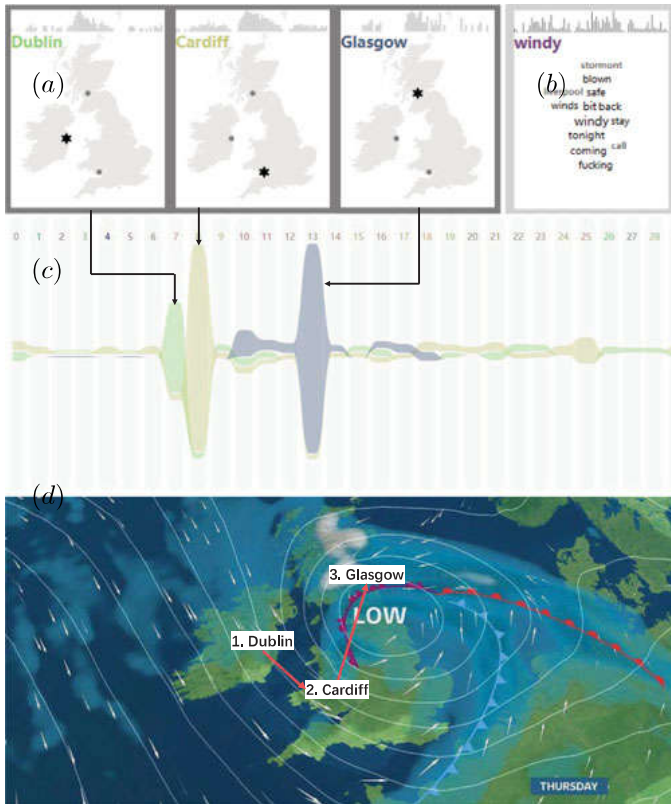 Dublin
Cardiff
Glasgow
windy
(a)
(b)
stormont
blown
liverpool safe
winds bit back
windy stay
tonight
coming call
fucking
0 1 2 3 4 5 6 7 8 9 10 11 12 13 14 15 16 17 18 19 20 21 22 23 24 25 26 27 28
(c)
(d)
3. Glasgow
LOW
1. Dublin
2. Cardiff
THURSDAY